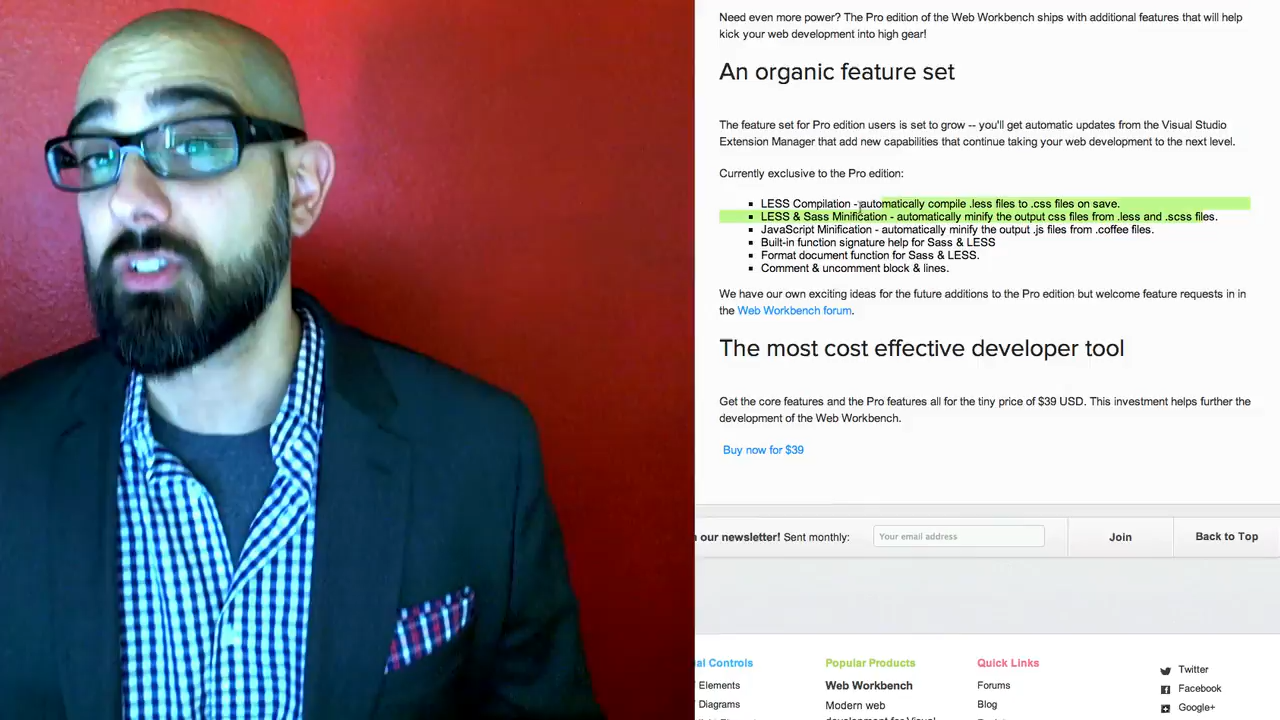 Need even more power? The Pro edition of the Web Workbench ships with additional features that will help
kick your web development into high gear!
An organic feature set
The feature set for Pro edition users is set to grow -- you'll get automatic updates from the Visual Studio
Extension Manager that add new capabilities that continue taking your web development to the next level.
Currently exclusive to the Pro edition:
LESS Compilation - automatically compile .less files to .css files on save.
LESS & Sass Minification - automatically minify the output css files from .less and .scss files.
JavaScript Minification - automatically minify the output .js files from .coffee files.
Built-in function signature help for Sass & LESS
Format document function for Sass & LESS.
Comment & uncomment block & lines.
We have our own exciting ideas for the future additions to the Pro edition but welcome feature requests in in
the Web Workbench forum.
The most cost effective developer tool
Get the core features and the Pro features all for the tiny price of $39 USD. This investment helps further the
development of the Web Workbench.
Buy now for $39
our newsletter! Sent monthly: Your email address Join Back to Top
Controls Popular Products Quick Links
Elements Web Workbench Forums Twitter
Diagrams Modern web Blog Facebook
development for Visual Google+